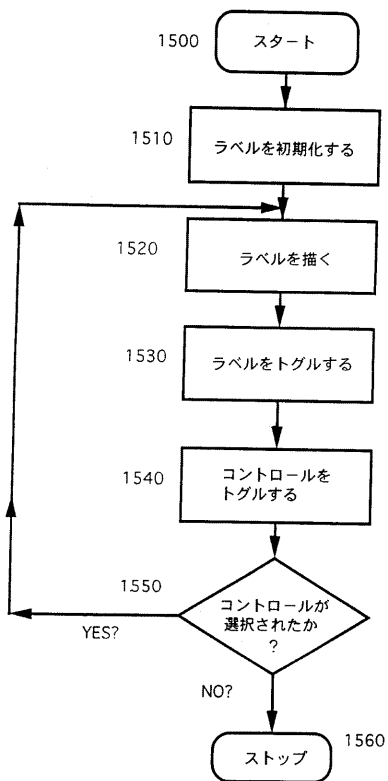 1500
スタート
1510
ラベルを初期化する
1520
ラベルを描く
1530
ラベルをトグルする
1540
コントロールを
トグルする
1550
コントロールが
選択されたか
?
YES?
NO?
1560
ストップ